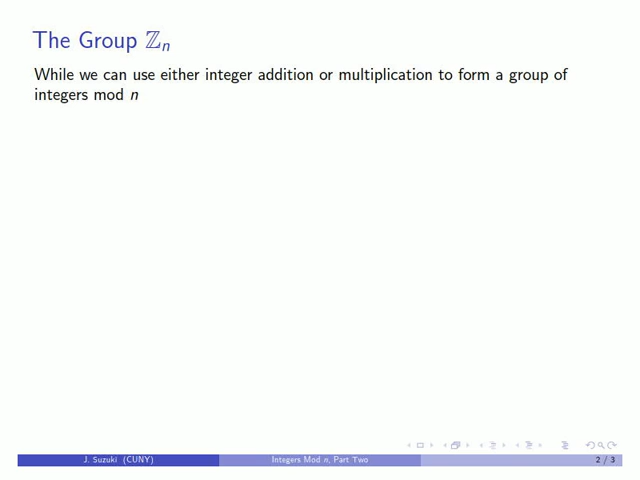 The Group ℤn
While we can use either integer addition or multiplication to form a group of
integers mod n
J. Suzuki (CUNY) Integers Mod n, Part Two 2 / 3